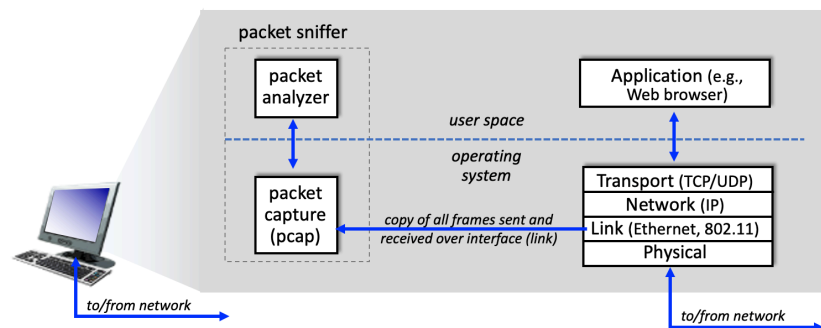 packet sniffer
packet
analyzer
Application (e.g.,
Web browser)
user space
operating
system
packet
capture
(pcap)
copy of all frames sent and
received over interface (link)
Transport (TCP/UDP)
Network (IP)
Link (Ethernet, 802.11)
Physical
to/from network
to/from network